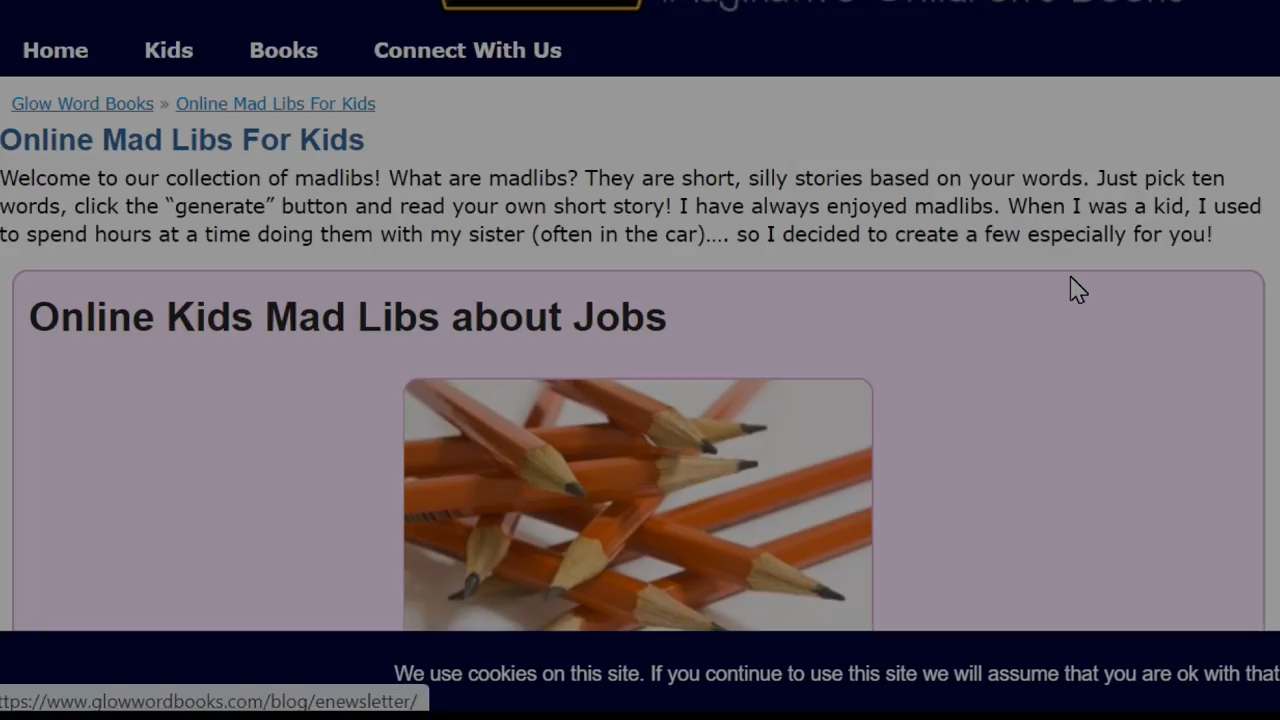 Home Kids Books Connect With Us
Glow Word Books » Online Mad Libs For Kids
Online Mad Libs For Kids
Welcome to our collection of madlibs! What are madlibs? They are short, silly stories based on your words. Just pick ten
words, click the “generate” button and read your own short story! I have always enjoyed madlibs. When I was a kid, I used
to spend hours at a time doing them with my sister (often in the car)…. so I decided to create a few especially for you!
Online Kids Mad Libs about Jobs
We use cookies on this site. If you continue to use this site we will assume that you are ok with that
ttps://www.glowwordbooks.com/blog/enewsletter/